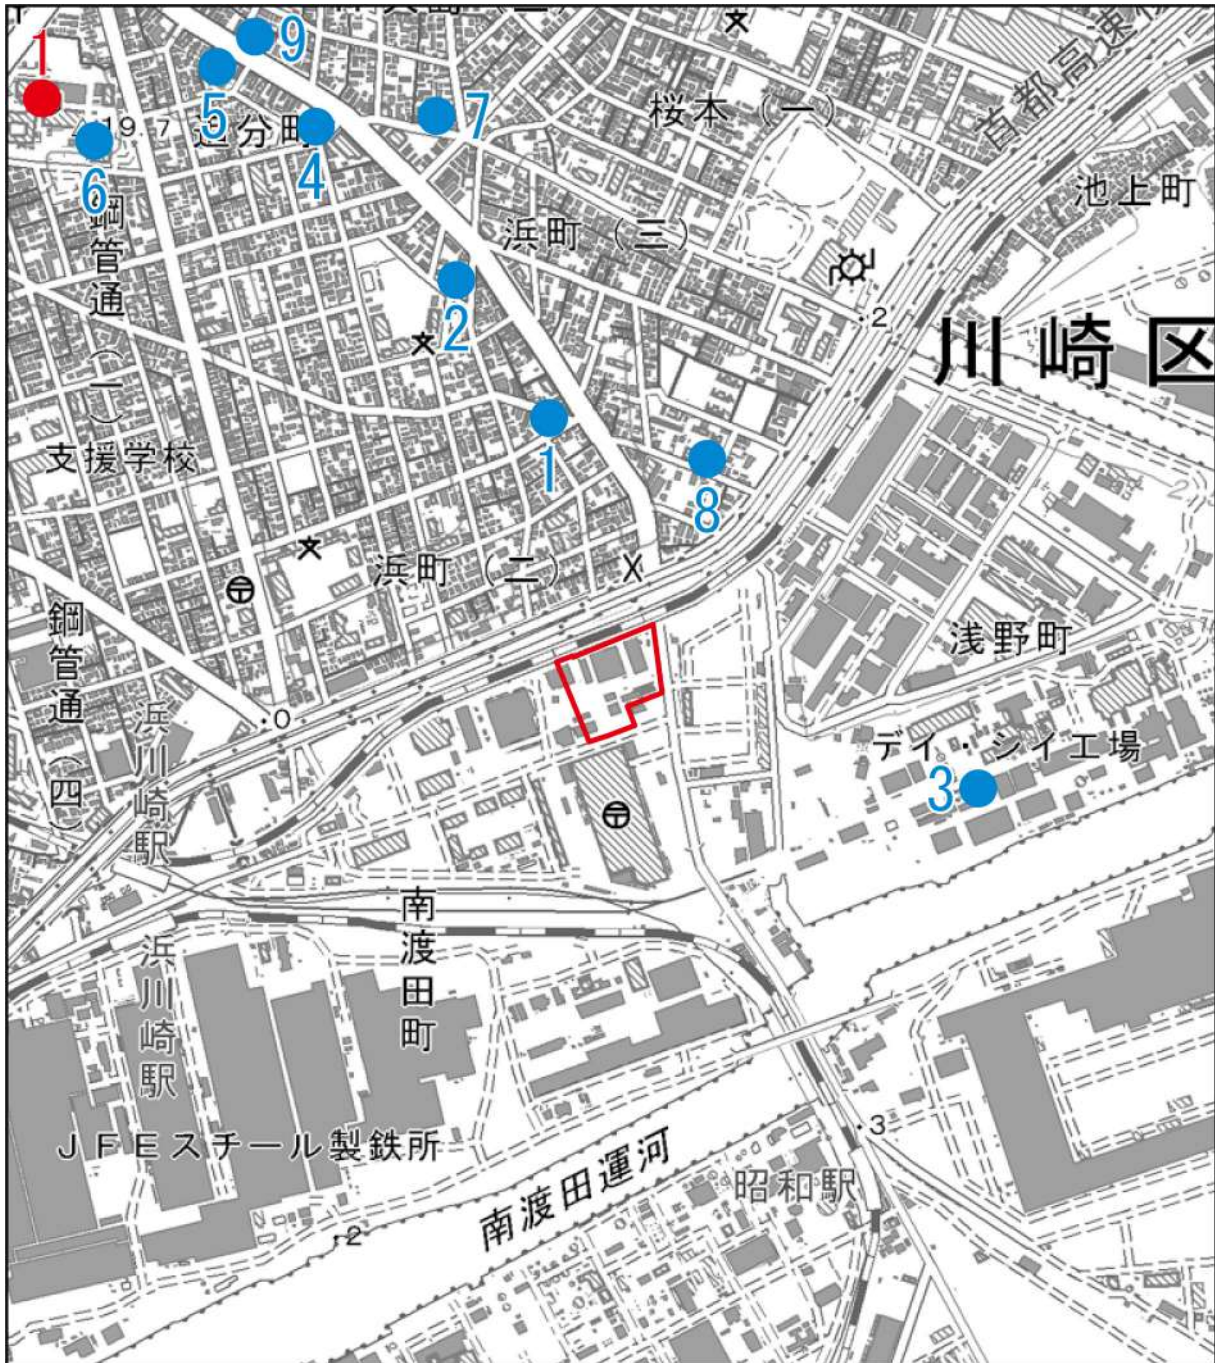 1
9
5
7
4
6
19.7
追分町
桜本(一)
首都高速
池上町
鋼管通(一)
浜町(三)
2
2
川崎区
支援学校
1
8
2
浜町(二)
鋼管通(四)
浅野町
浜川崎駅
0
デイ・シイ工場
3
南渡田町
浜川崎駅
3
JFEスチール製鉄所
南渡田運河
昭和駅
2